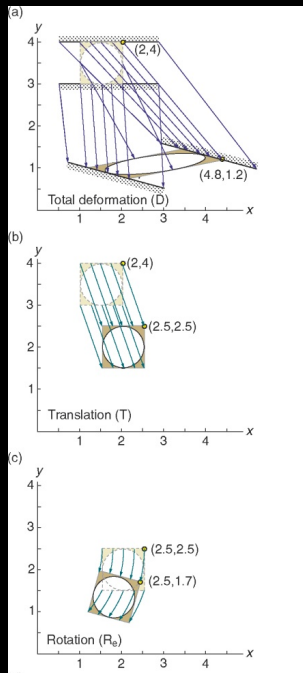 (a)
y
4
(2,4)
3
2
1
(4.8,1.2)
Total deformation (D)
x
1
2
3
4
(b)
y
4
(2,4)
3
(2.5,2.5)
2
1
Translation (T)
x
1
2
3
4
(c)
y
4
3
(2.5,2.5)
2
(2.5,1.7)
1
Rotation (Re)
x
1
2
3
4